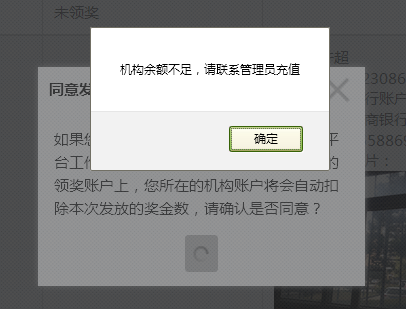 未领奖
机构余额不足，请联系管理员充值
确定
同意发
如果您
平
台工作
的
领奖账户上，您所在的机构账户将会自动扣
除本次发放的奖金数，请确认是否同意？
超
23086
行账户
商银行
58869
片：